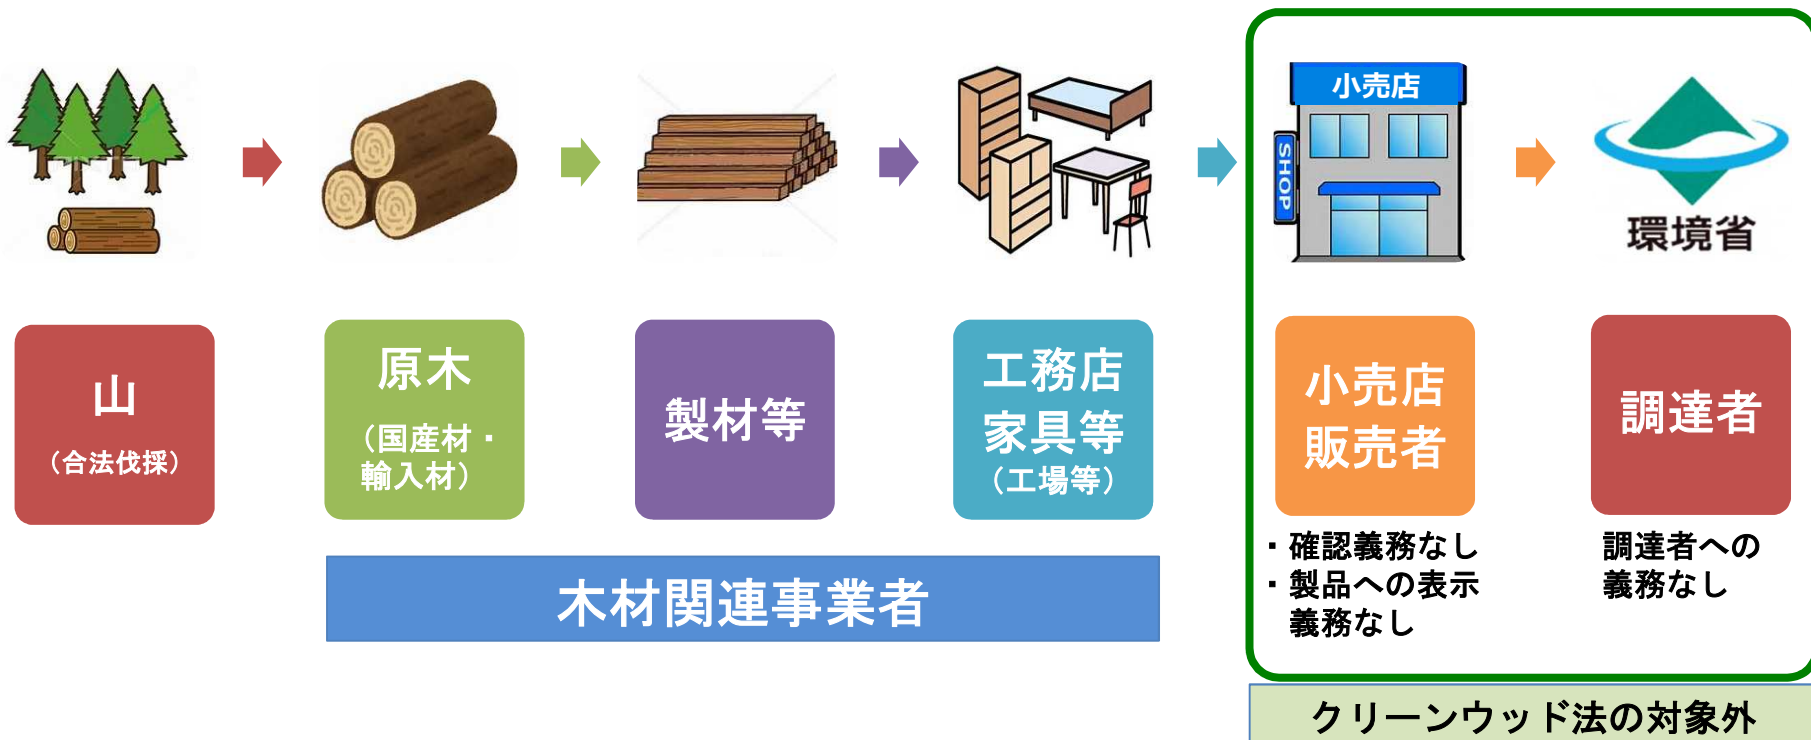 小売店
SHOP
環境省
山
（合法伐採）
原木
（国産材・
輸入材）
製材等
工務店
家具等
（工場等）
小売店
販売者
調達者
・確認義務なし
・製品への表示
義務なし
調達者への
義務なし
木材関連事業者
クリーンウッド法の対象外